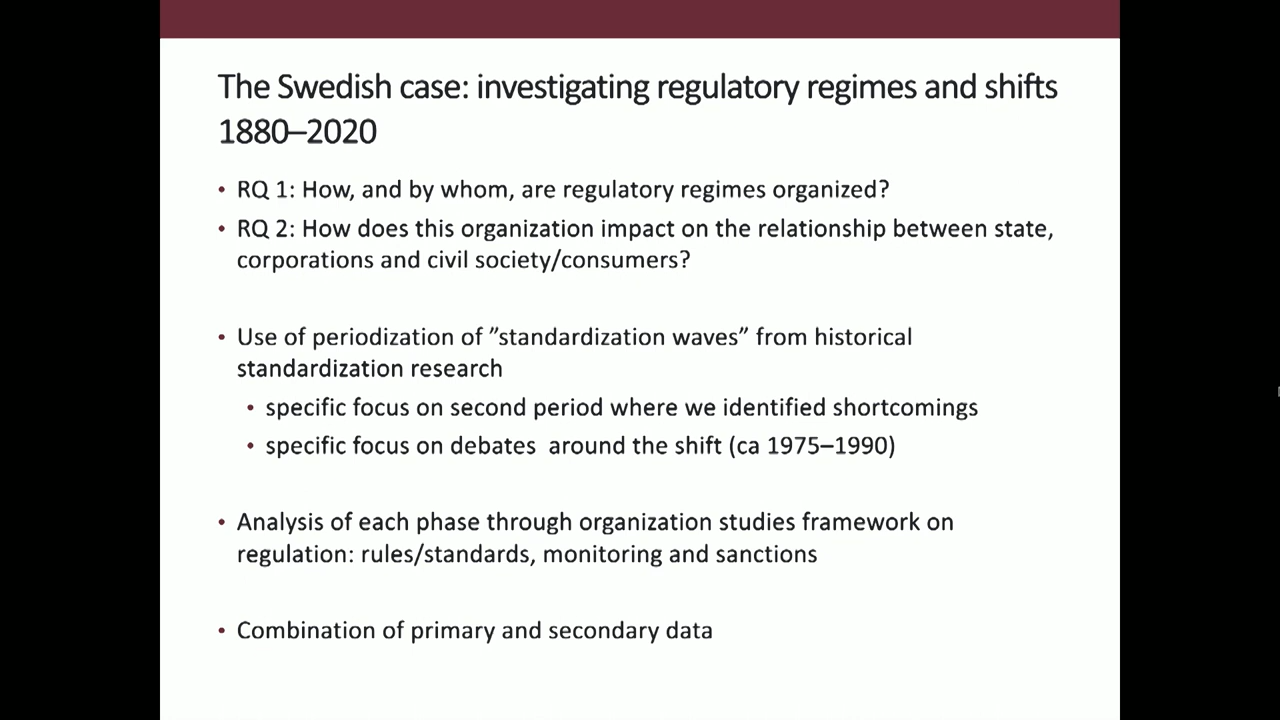 The Swedish case: investigating regulatory regimes and shifts
1880–2020
• RQ 1: How, and by whom, are regulatory regimes organized?
• RQ 2: How does this organization impact on the relationship between state,
corporations and civil society/consumers?
• Use of periodization of ”standardization waves” from historical
standardization research
• specific focus on second period where we identified shortcomings
• specific focus on debates around the shift (ca 1975–1990)
• Analysis of each phase through organization studies framework on
regulation: rules/standards, monitoring and sanctions
• Combination of primary and secondary data